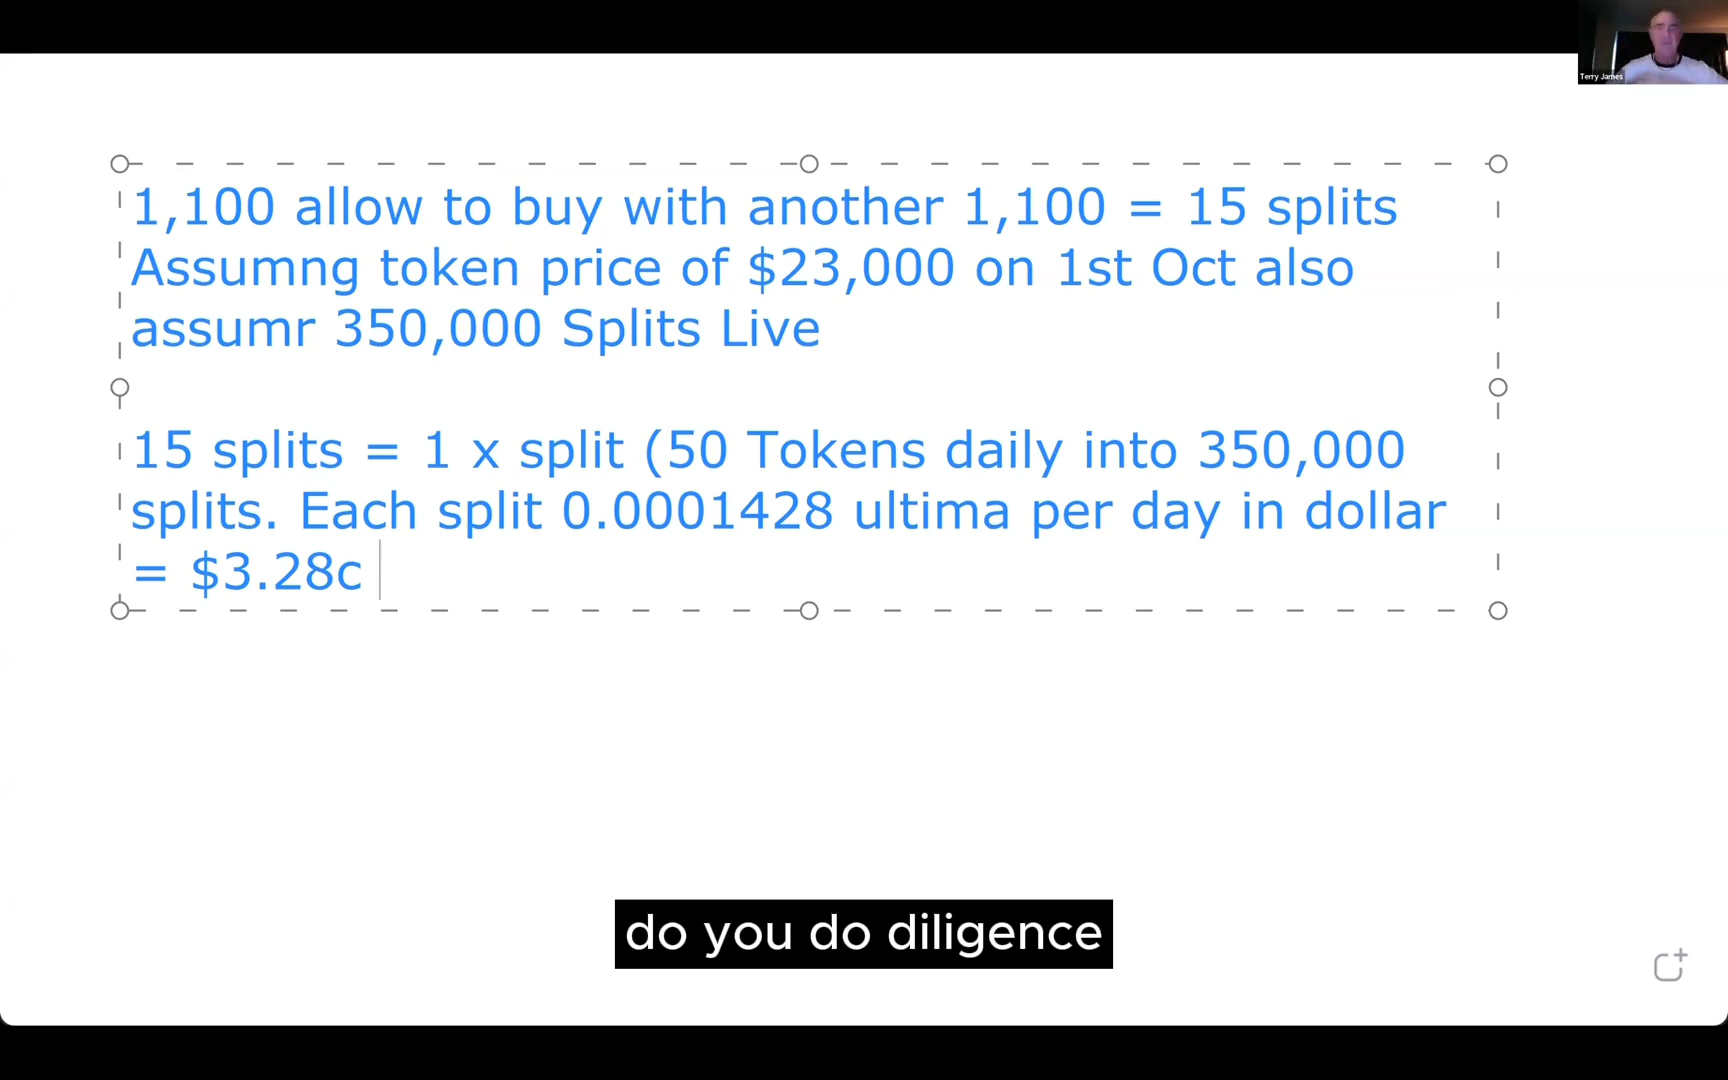 Terry James
1,100 allow to buy with another 1,100 = 15 splits
Assumng token price of $23,000 on 1st Oct also
assumr 350,000 Splits Live
15 splits = 1 x split (50 Tokens daily into 350,000
splits. Each split 0.0001428 ultima per day in dollar
= $3.28c
do you do diligence